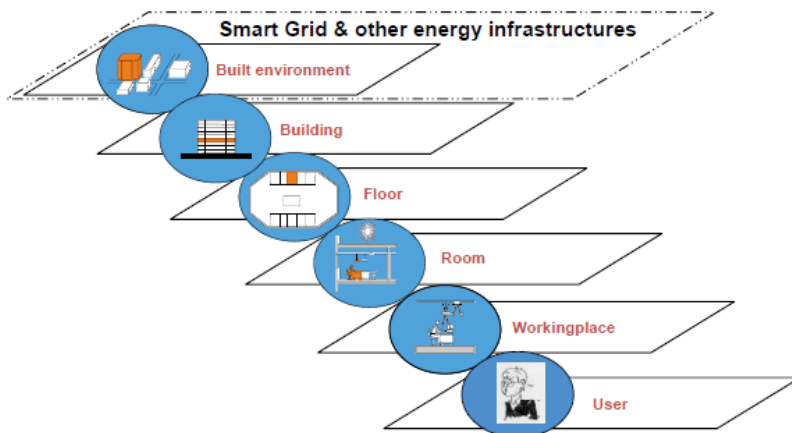 Smart Grid & other energy infrastructures
Built environment
Building
Floor
Room
Workingplace
User